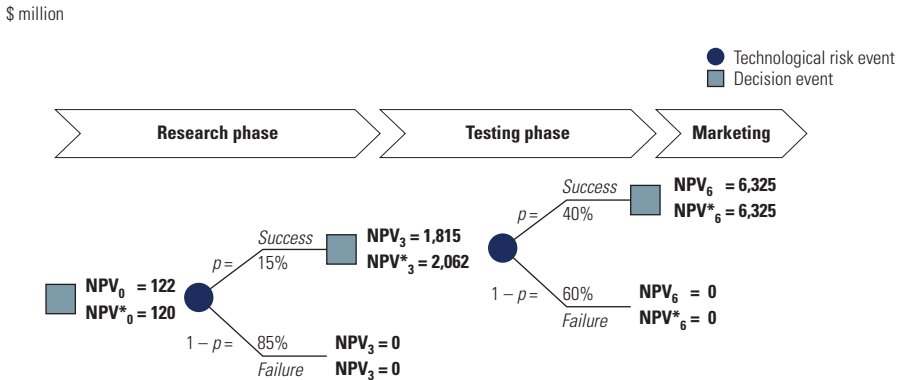 $ million
Technological risk event
Decision event
Research phase
Testing phase
Marketing
Success
p = 40%
NPV6 = 6,325
NPV*6 = 6,325
1 – p = 60%
Failure
NPV6 = 0
NPV*6 = 0
Success
p = 15%
NPV3 = 1,815
NPV*3 = 2,062
NPV0 = 122
NPV*0 = 120
1 – p = 85%
Failure
NPV3 = 0
NPV3 = 0